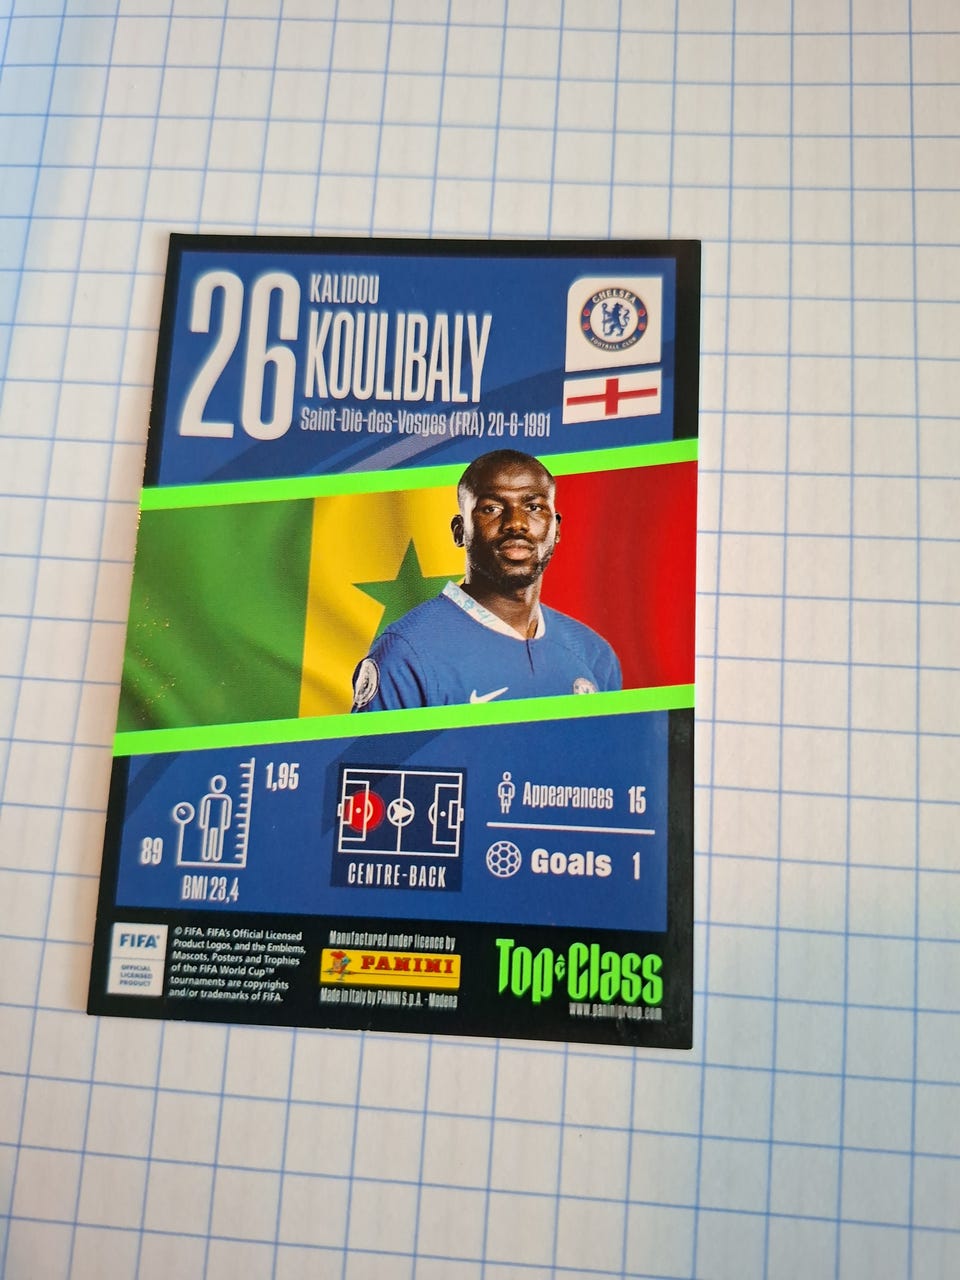 26
KALIDOU
KOULIBALY
Saint-Dié-des-Vosges (FRA) 20-6-1991
CHELSEA
FOOTBALL CLUB
1,95
89
BMI 23,4
CENTRE-BACK
Appearances 15
Goals 1
FIFA®
OFFICIAL
LICENSED
PRODUCT
© FIFA, FIFA's Official Licensed
Product Logos, and the Emblems,
Mascots, Posters and Trophies
of the FIFA World Cup™
tournaments are copyrights
and/or trademarks of FIFA.
Manufactured under licence by
PANINI
Made in Italy by PANINI S.p.A. - Modena
Top Class
www.paninigroup.com